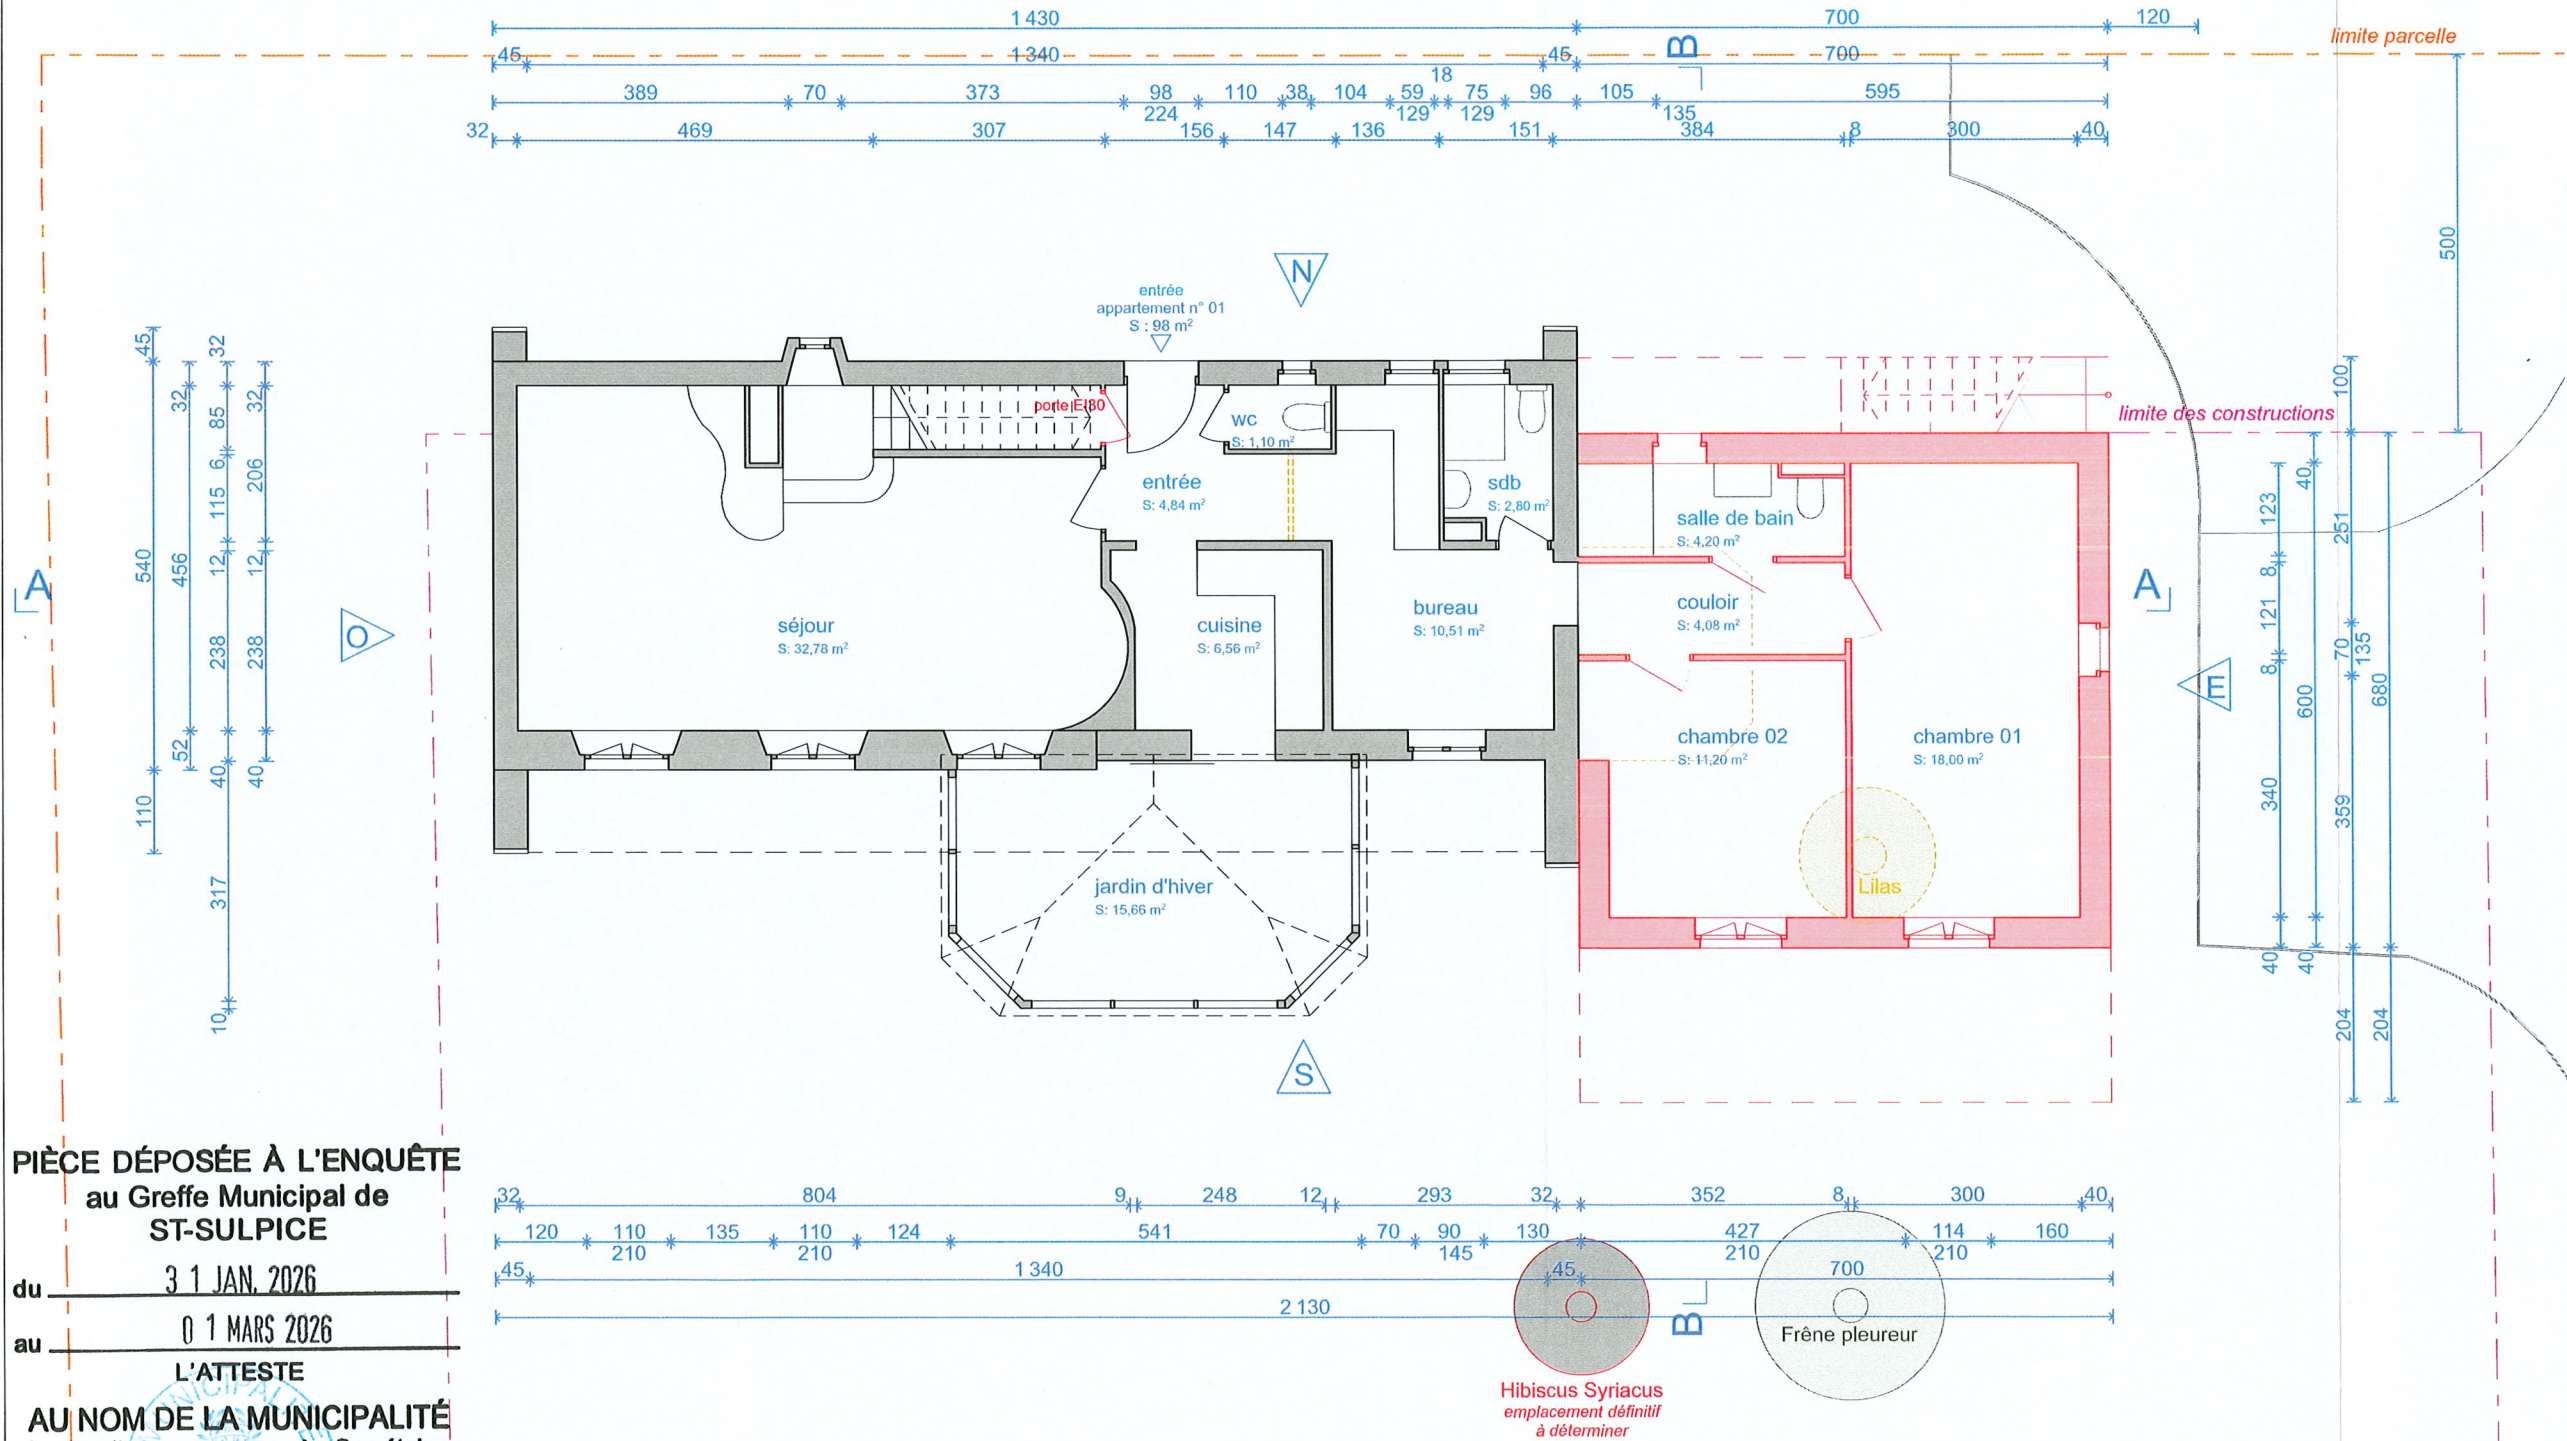 1 430
700
120
limite parcelle
45
1 340
45
B
700
18
389
70
373
98
110
38
104
59
75
96
105
595
224
129
129
135
32
469
307
156
147
136
151
384
8
300
40
500
N
entrée
appartement n° 01
S : 98 m²
45
32
32
85
32
6
206
115
540
456
12
12
238
238
52
40
40
110
317
10
A
O
porte EI30
wc
S: 1,10 m²
entrée
S: 4,84 m²
sdb
S: 2,80 m²
séjour
S: 32,78 m²
cuisine
S: 6,56 m²
bureau
S: 10,51 m²
salle de bain
S: 4,20 m²
couloir
S: 4,08 m²
chambre 02
S: 11,20 m²
chambre 01
S: 18,00 m²
Lilas
jardin d'hiver
S: 15,66 m²
limite des constructions
A
E
100
40
123
251
8
121
70
135
8
600
680
340
359
40
40
204
204
S
PIÈCE DÉPOSÉE À L'ENQUÊTE
au Greffe Municipal de
ST-SULPICE
du 3 1 JAN. 2026
au 0 1 MARS 2026
L'ATTESTE
AU NOM DE LA MUNICIPALITÉ
32
804
9
248
12
293
32
352
8
300
40
120
110
135
110
124
541
70
90
130
427
114
160
210
210
145
210
210
45
1 340
45
700
2 130
B
Frêne pleureur
Hibiscus Syriacus
emplacement définitif
à déterminer